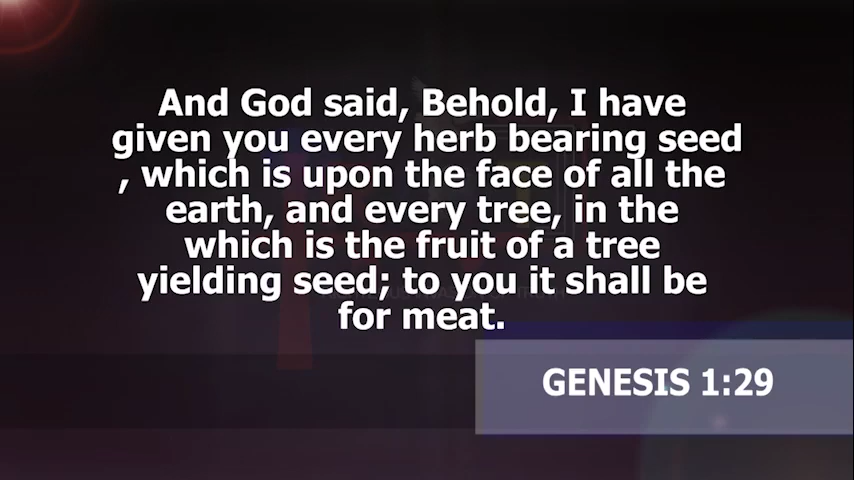 And God said, Behold, I have
given you every herb bearing seed
, which is upon the face of all the
earth, and every tree, in the
which is the fruit of a tree
yielding seed; to you it shall be
for meat.
GENESIS 1:29